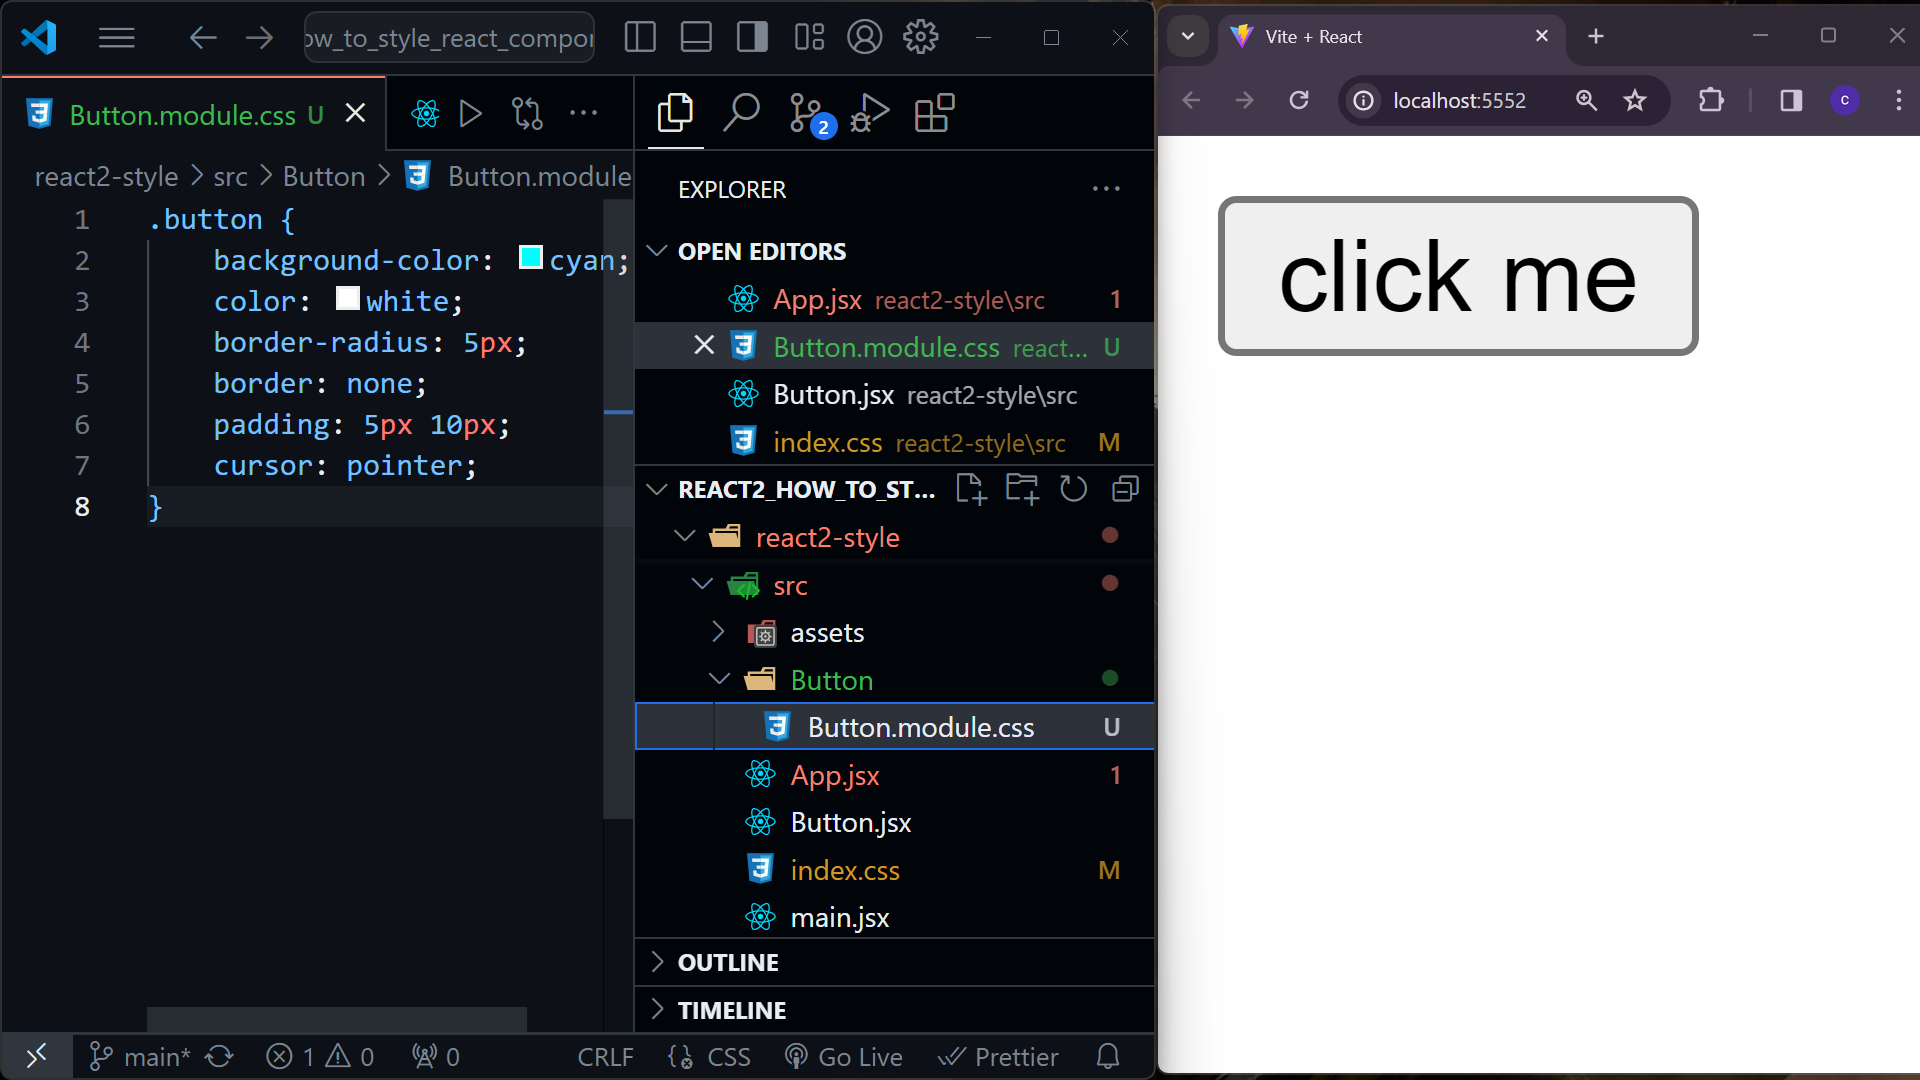 ow_to_style_react_compor
Button.module.css U
react2-style > src > Button > Button.module
1 .button {
2 background-color: cyan;
3 color: white;
4 border-radius: 5px;
5 border: none;
6 padding: 5px 10px;
7 cursor: pointer;
8 }
2
EXPLORER
OPEN EDITORS
App.jsx react2-style\src 1
Button.module.css react... U
Button.jsx react2-style\src
index.css react2-style\src M
REACT2_HOW_TO_ST...
react2-style
src
assets
Button
Button.module.css U
App.jsx 1
Button.jsx
index.css M
main.jsx
OUTLINE
TIMELINE
main* 1 0 0 CRLF CSS Go Live Prettier
Vite + React
localhost:5552
c
click me